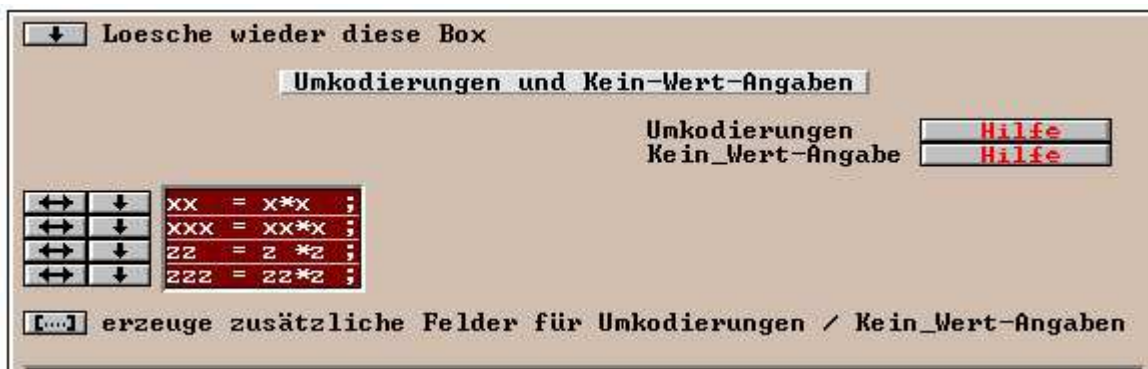 Loesche wieder diese Box
Umkodierungen und Kein-Wert-Angaben
Umkodierungen Hilfe
Kein_Wert-Angabe Hilfe
xx = x*x ;
xxx = xx*x ;
zz = z *z ;
zzz = zz*z ;
[....] erzeuge zusätzliche Felder für Umkodierungen / Kein_Wert-Angaben